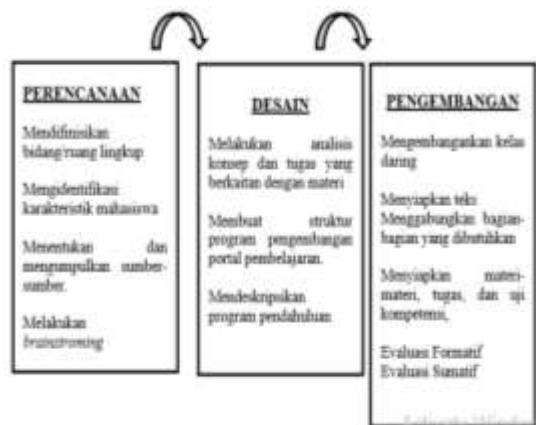 PERENCANAAN
Mendifinisikan
bidang/ruang lingkup
Mengidentifikasi
karakteristik mahasiswa
Menentukan dan
mengumpulkan sumber-
sumber.
Melakukan
brainstroming
DESAIN
Melakukan analisis
konsep dan tugas yang
berkaitan dengan materi
Membuat struktur
program pengembangan
portal pembelajaran.
Mendeskripsikan
program pendahuluan
PENGEMBANGAN
Mengembangankan kelas
daring
Menyiapkan teks
Menggabungkan bagian-
bagian yang dibutuhkan
Menyiapkan materi-
materi, tugas, dan uji
kompetensi,
Evaluasi Formatif
Evaluasi Sumatif